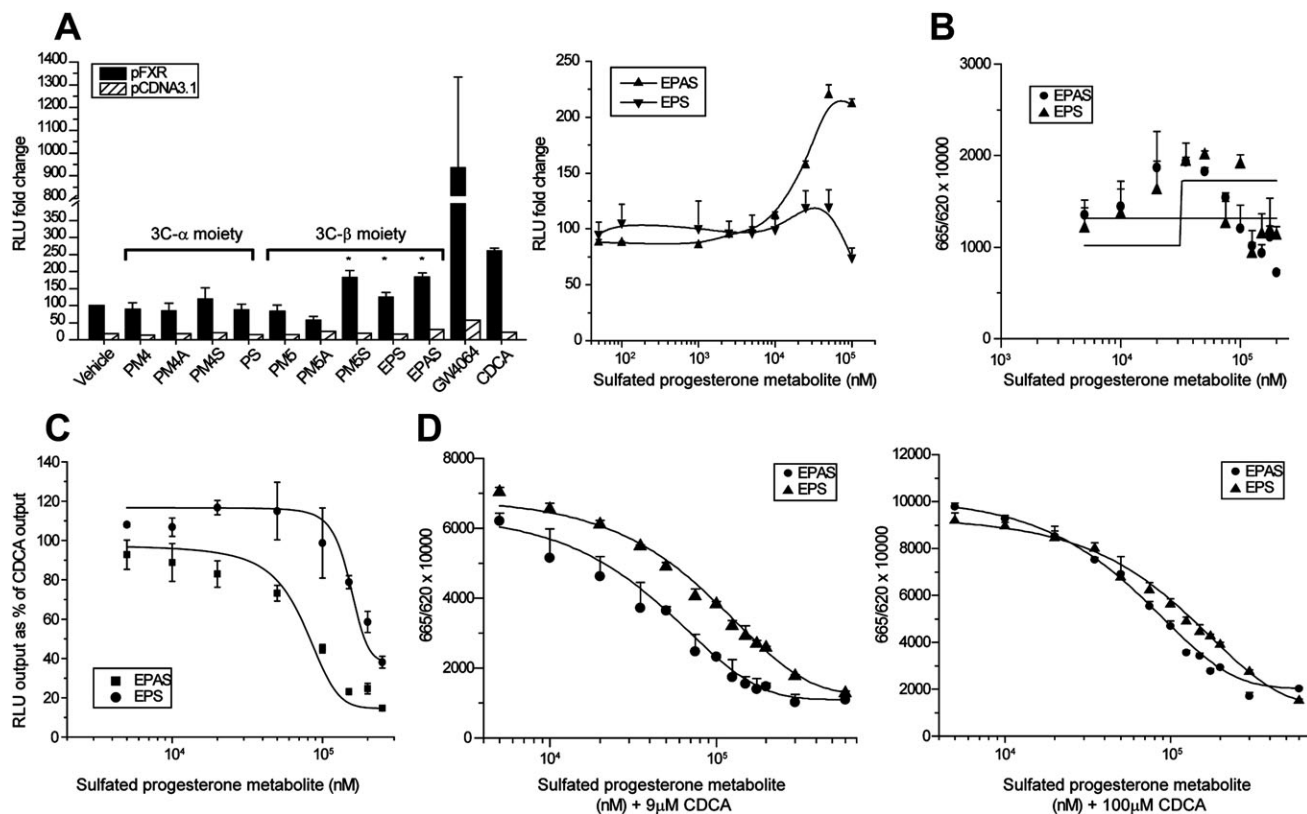 A
RLU fold change
1400
1300
1200
1100
1000
900
800
350
300
250
200
150
100
50
0
pFXR
pCDNA3.1
3C-α moiety
3C-β moiety
*
*
*
Vehicle
PM4
PM4A
PM4S
PS
PM5
PM5A
PM5S
EPS
EPAS
GW4064
CDCA
RLU fold change
250
200
150
100
50
0
EPAS
EPS
10²
10³
10⁴
10⁵
Sulfated progesterone metabolite (nM)
B
665/620 x 10000
3000
2000
1000
0
EPAS
EPS
10³
10⁴
10⁵
Sulfated progesterone metabolite (nM)
C
RLU output as % of CDCA output
140
120
100
80
60
40
20
0
EPAS
EPS
10⁴
10⁵
Sulfated progesterone metabolite (nM)
D
665/620 x 10000
8000
6000
4000
2000
0
EPAS
EPS
10⁴
10⁵
Sulfated progesterone metabolite
(nM) + 9μM CDCA
665/620 x 10000
12000
10000
8000
6000
4000
2000
0
EPAS
EPS
10⁴
10⁵
Sulfated progesterone metabolite
(nM) + 100μM CDCA